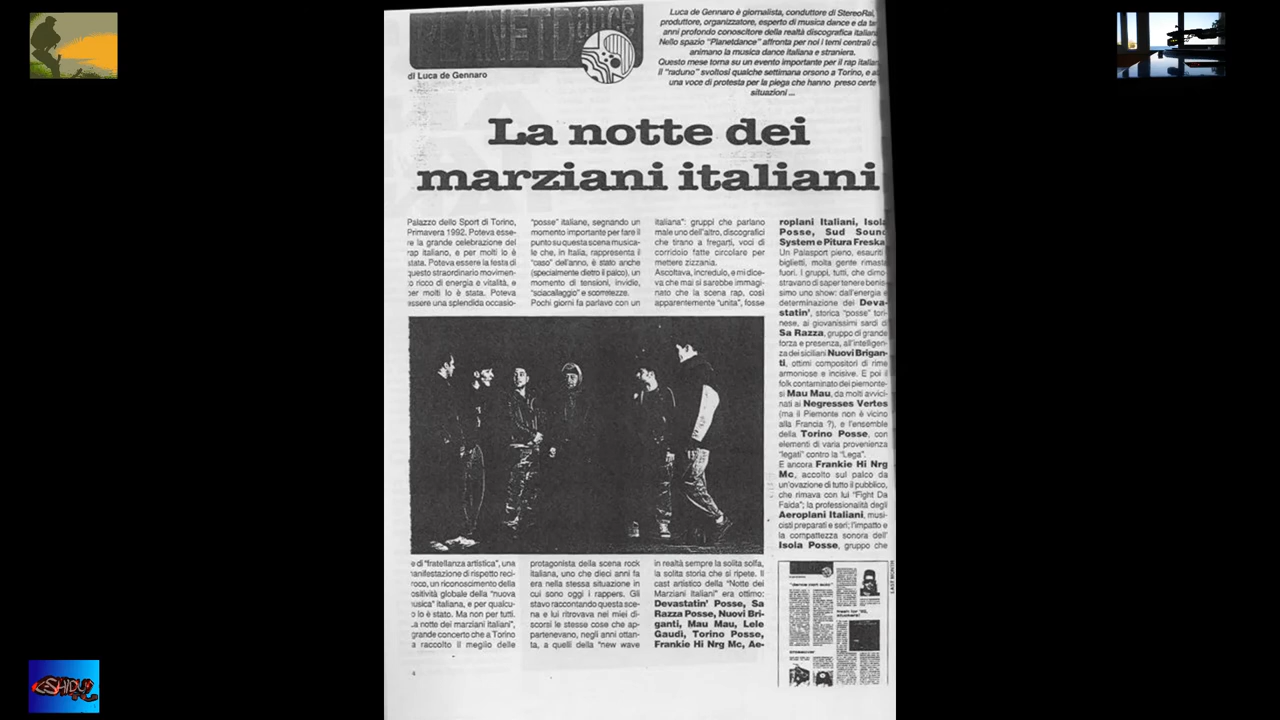 PLANETDance
di Luca de Gennaro
Luca de Gennaro è giornalista, conduttore di StereoRai,
produttore, organizzatore, esperto di musica dance e da
anni profondo conoscitore della realtà discografica italiana
Nello spazio "Planetdance" affronta per noi i temi centrali
animano la musica dance italiana e straniera.
Questo mese torna su un evento importante per il rap
Il "raduno" svoltosi qualche settimana orsono a Torino, e
una voce di protesta per la piega che hanno preso certe
situazioni ...
La notte dei
marziani italiani
Palazzo dello Sport di Torino,
Primavera 1992. Poteva esse-
re la grande celebrazione del
rap italiano, e per molti lo è
stata. Poteva essere la festa di
questo straordinario movimen-
to ricco di energia e vitalità, e
per molti lo è stata. Poteva
essere una splendida occasio-
e di "fratellanza artistica", una
manifestazione di rispetto reci-
roco, un riconoscimento della
ositività globale della "nuova
usica" italiana, e per qualcu-
o lo è stato. Ma non per tutti.
La notte dei marziani italiani",
grande concerto che a Torino
a raccolto il meglio delle
"posse" italiane, segnando un
momento importante per fare il
punto su questa scena musica-
le che, in Italia, rappresenta il
"caso" dell'anno, è stato anche
(specialmente dietro il palco), un
momento di tensioni, invidio,
"sciacallaggio" e scorrettezze.
Pochi giorni fa parlavo con un
protagonista della scena rock
italiana, uno che dieci anni fa
era nella stessa situazione in
cui sono oggi i rappers. Gli
stavo raccontando questa sce-
na e lui ritrovava nei miei di-
scorsi le stesse cose che ap-
partenevano, negli anni ottan-
ta, a quelli della "new wave
italiana": gruppi che parlano
male uno dell'altro, discografici
che tirano a fregarti, voci di
corridoio fatte circolare per
mettere zizzania.
Ascoltava, incredulo, e mi dice-
va che mai si sarebbe immagi-
nato che la scena rap, così
apparentemente "unita", fosse
in realtà sempre la solita solfa,
la solita storia che si ripete. Il
cast artistico della "Notte dei
Marziani Italiani" era ottimo:
Devastatin' Posse, Sa
Razza Posse, Nuovi Bri-
ganti, Mau Mau, Lele
Gaudì, Torino Posse,
Frankie Hi Nrg Mc, Ae-
roplani Italiani, Isola
Posse, Sud Sound
System e Pitura Freska
Un Palasport pieno, esauriti
biglietti, molta gente rimasta
fuori. I gruppi, tutti, che dimo-
stravano di saper tenere benis-
simo uno show: dall'energia e
determinazione dei Deva-
statin', storica "posse" tori-
nese, ai giovanissimi sardi di
Sa Razza, gruppo di grande
forza e presenza, all'intelligen-
za dei siciliani Nuovi Brigan-
ti, ottimi compositori di rime
armoniose e incisive. E poi il
folk contaminato dei piemonte-
si Mau Mau, da molti avvici-
nati ai Negresses Vertes
(ma il Piemonte non è vicino
alla Francia ?), e l'ensemble
della Torino Posse, con
elementi di varia provenienza
"legati" contro la "Lega".
E ancora Frankie Hi Nrg
Mc, accolto sul palco da
un'ovazione di tutto il pubblico,
che rimava con lui "Fight Da
Faida"; la professionalità degli
Aeroplani Italiani, musi-
cisti preparati e seri; l'impatto e
la compattezza sonora dell'
Isola Posse, gruppo che
LAST MONTH
4